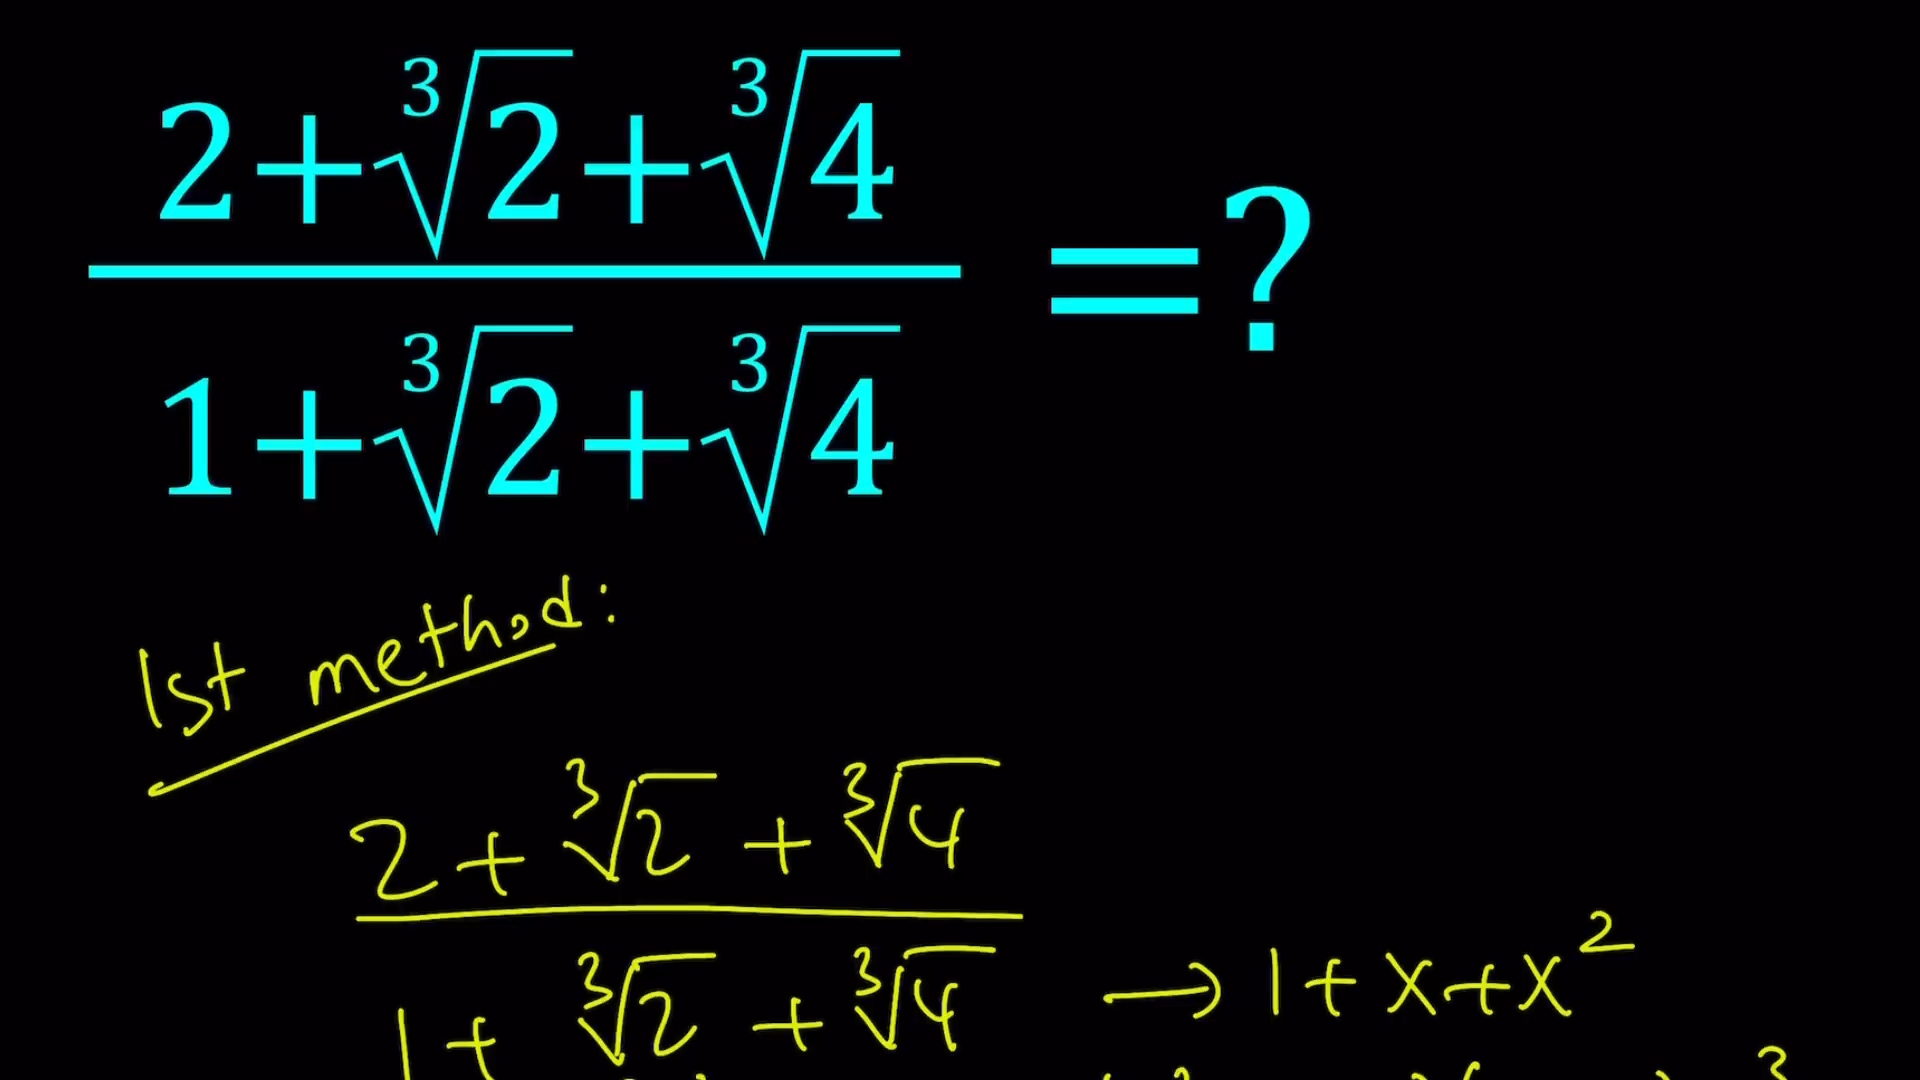 (2+∛2+∛4)/(1+∛2+∛4) =?
1st method:
2 + ∛2 + ∛4
1 + ∛2 + ∛4 → 1 + x + x²